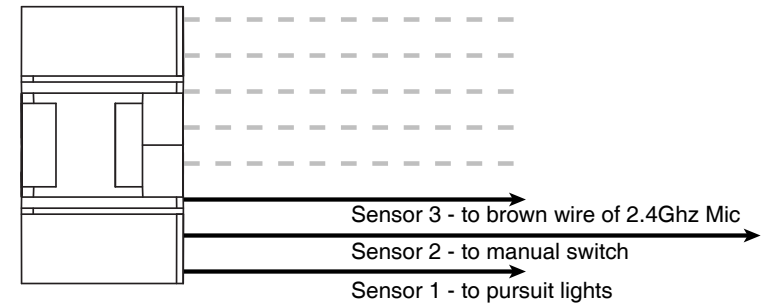 Sensor 3 - to brown wire of 2.4Ghz Mic
Sensor 2 - to manual switch
Sensor 1 - to pursuit lights